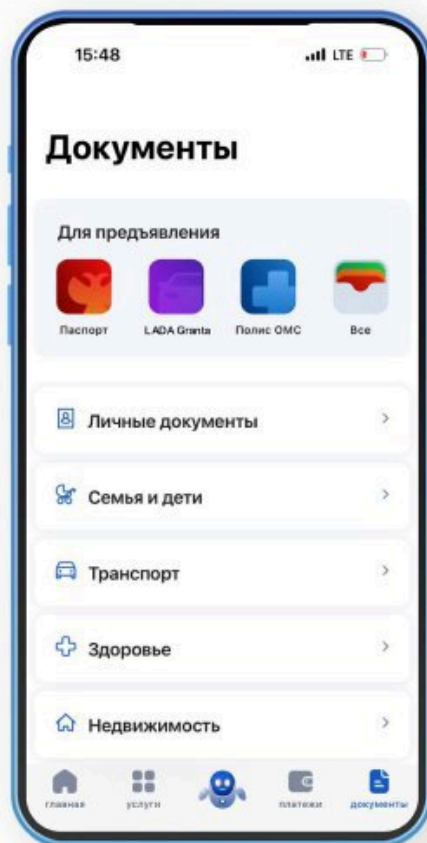 15:48
LTE
Документы
Для предъявления
Паспорт
LADA Granta
Полис ОМС
Все
Личные документы
Семья и дети
Транспорт
Здоровье
Недвижимость
главная
услуги
платежи
документы